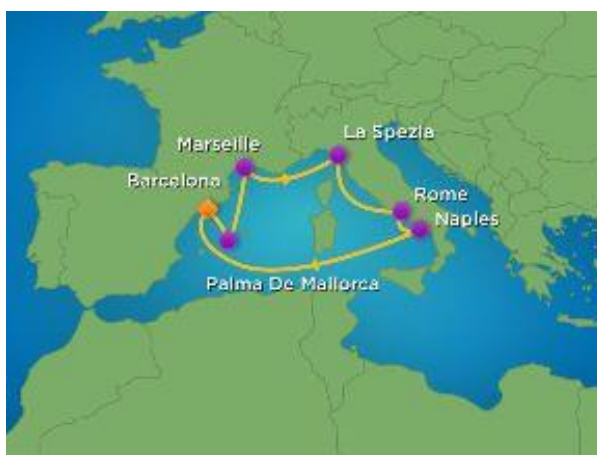 La Spezia
Marseille
Barcelona
Rome
Naples
Palma De Mallorca